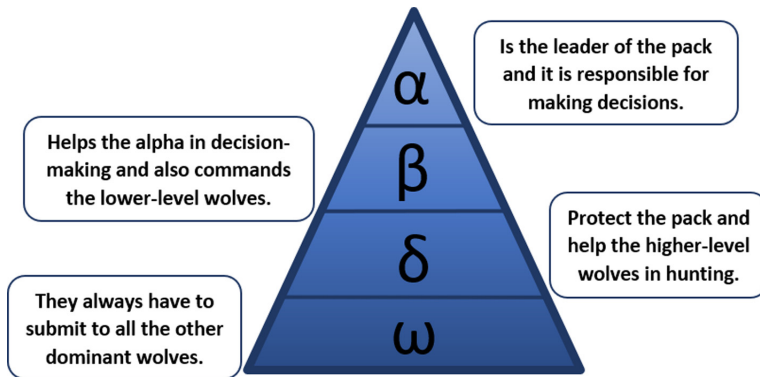 α
Is the leader of the pack
and it is responsible for
making decisions.
Helps the alpha in decision-
making and also commands
the lower-level wolves.
β
Protect the pack and
help the higher-level
wolves in hunting.
δ
They always have to
submit to all the other
dominant wolves.
ω